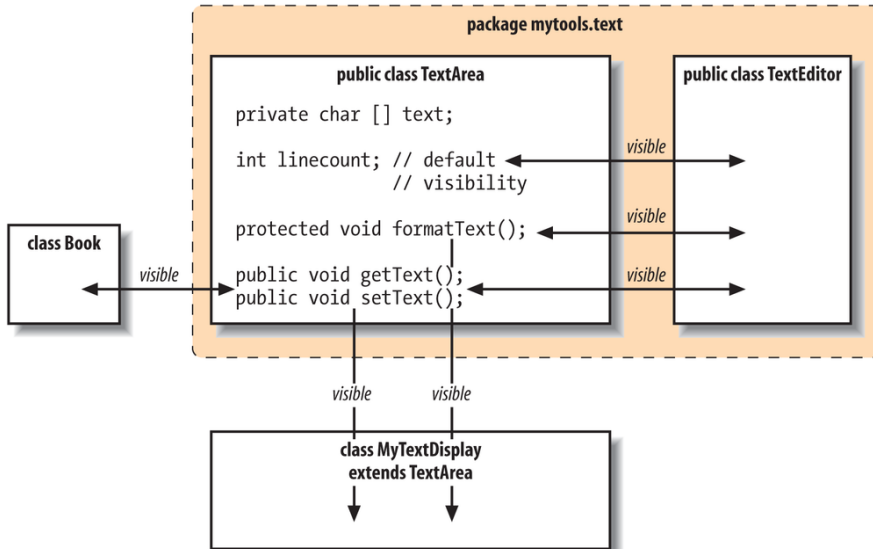 package mytools.text
public class TextArea
public class TextEditor
private char [] text;
int linecount; // default
// visibility
visible
protected void formatText();
visible
class Book
visible
public void getText();
public void setText();
visible
visible
visible
class MyTextDisplay
extends TextArea